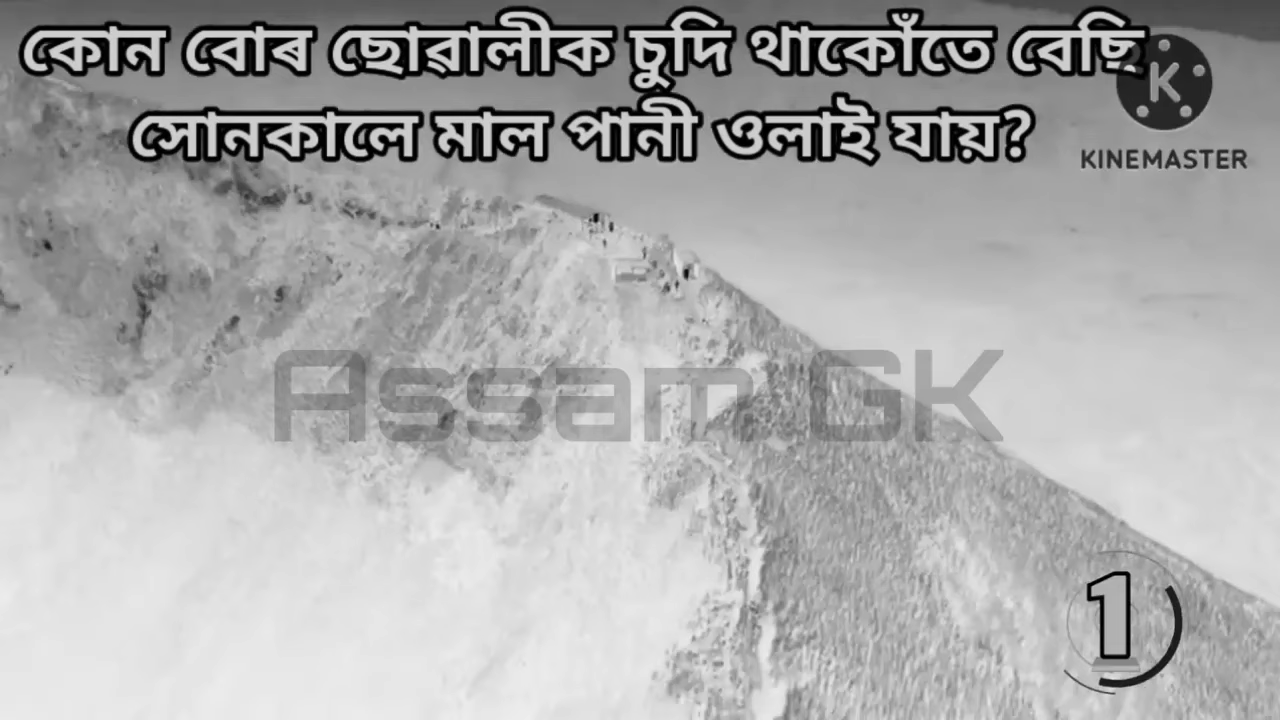 কোন বোৰ ছোৱালীক চুদি থাকোঁতে বেছি
সোনকালে মাল পানী ওলাই যায়?
K
KINEMASTER
Assam GK
1